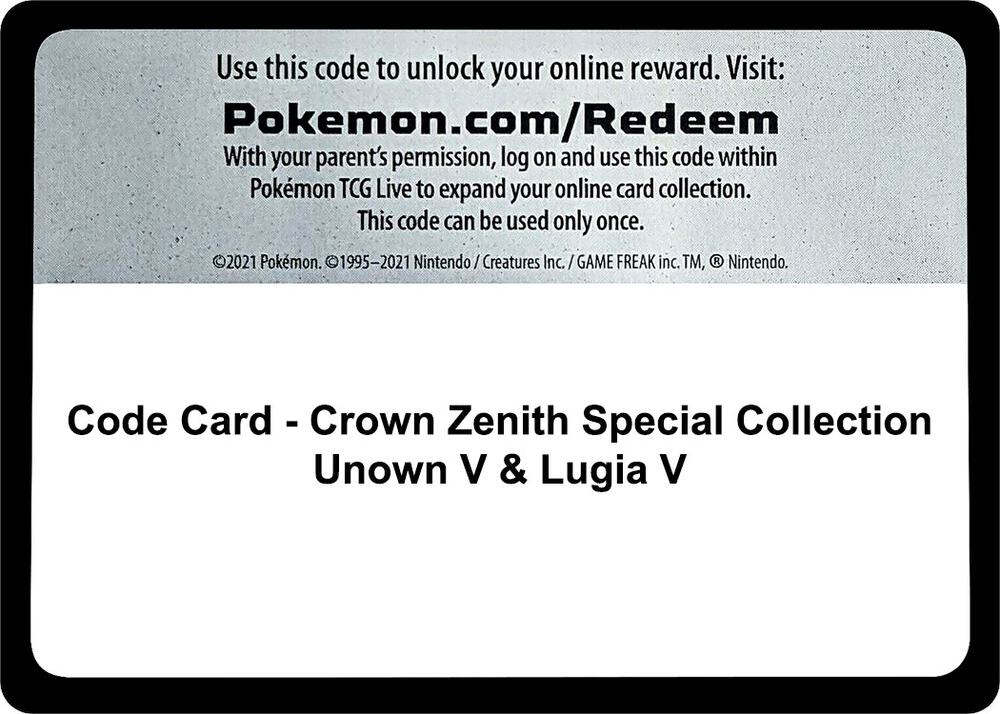 Use this code to unlock your online reward. Visit:
Pokemon.com/Redeem
With your parent's permission, log on and use this code within
Pokémon TCG Live to expand your online card collection.
This code can be used only once.
©2021 Pokémon. ©1995–2021 Nintendo / Creatures Inc. / GAME FREAK inc. TM, ® Nintendo.
Code Card - Crown Zenith Special Collection
Unown V & Lugia V